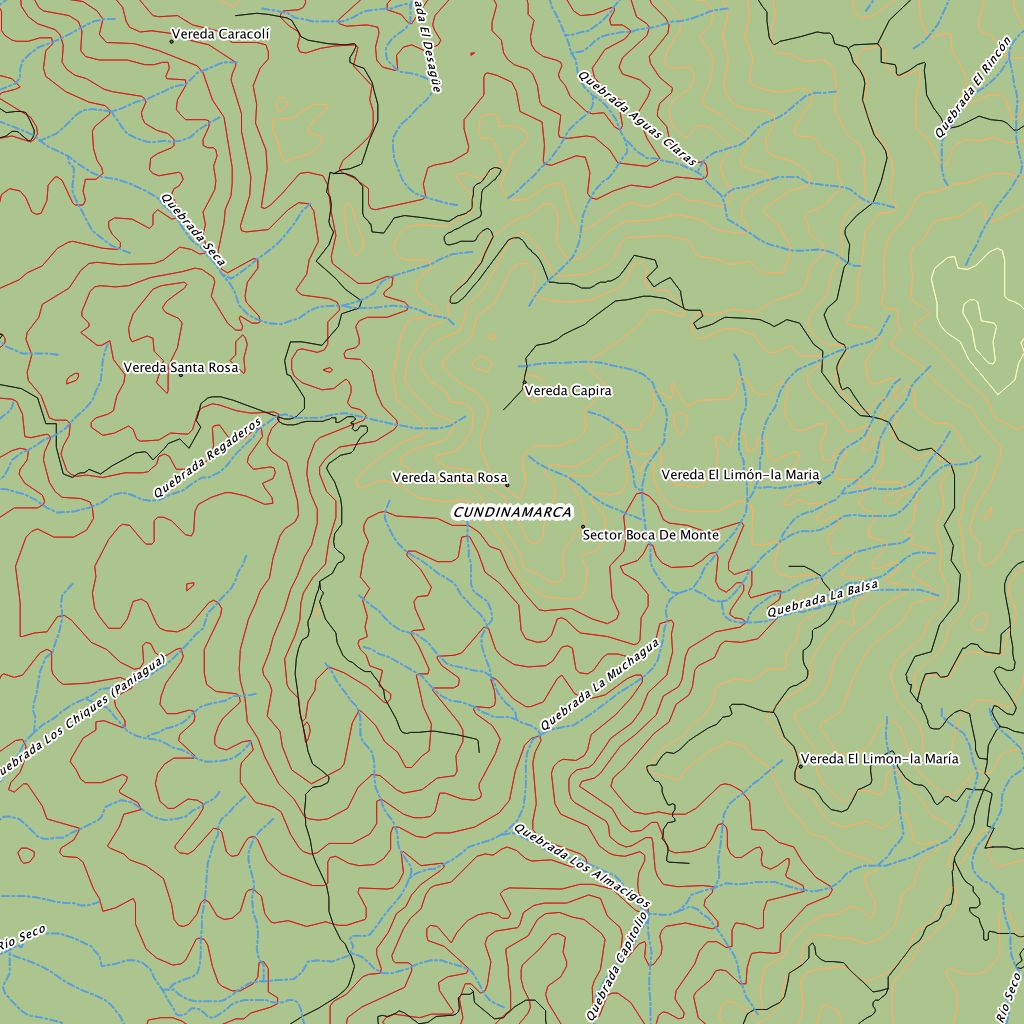 Vereda Caracolí
ada El Desagüe
Quebrada El Rincón
Quebrada Aguas Claras
Quebrada Seca
Vereda Santa Rosa
Vereda Capira
Quebrada Regaderos
Vereda Santa Rosa
Vereda El Limón-la Maria
CUNDINAMARCA
Sector Boca De Monte
Quebrada La Balsa
Quebrada La Muchagua
uebrada Los Chiques (Paniagua)
Vereda El Limon-la María
Quebrada Los Almacigos
Río Seco
Quebrada Capitolio
Río Seco